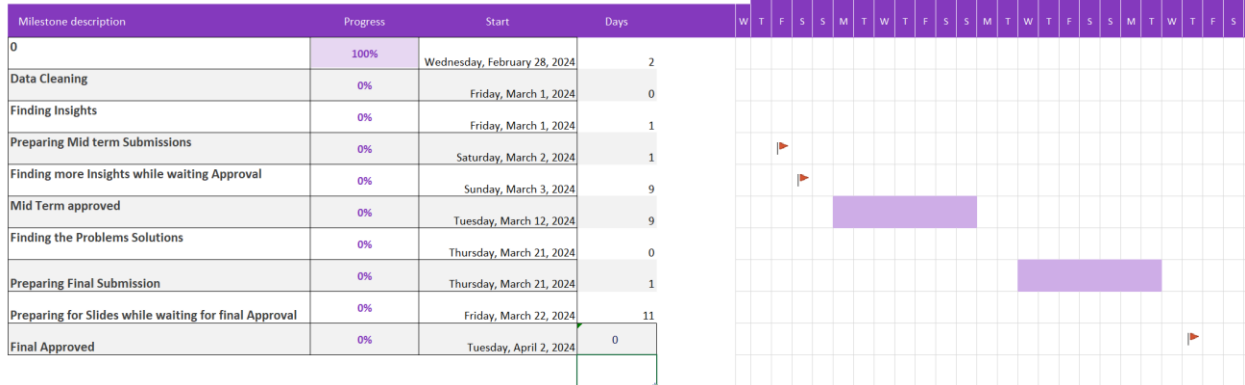 Milestone description Progress Start Days W T F S S M T W T F S S M T W T F S S M T W T F S
0 100% Wednesday, February 28, 2024 2
Data Cleaning 0% Friday, March 1, 2024 0
Finding Insights 0% Friday, March 1, 2024 1
Preparing Mid term Submissions 0% Saturday, March 2, 2024 1
Finding more Insights while waiting Approval 0% Sunday, March 3, 2024 9
Mid Term approved 0% Tuesday, March 12, 2024 9
Finding the Problems Solutions 0% Thursday, March 21, 2024 0
Preparing Final Submission 0% Thursday, March 21, 2024 1
Preparing for Slides while waiting for final Approval 0% Friday, March 22, 2024 11
Final Approved 0% Tuesday, April 2, 2024 0